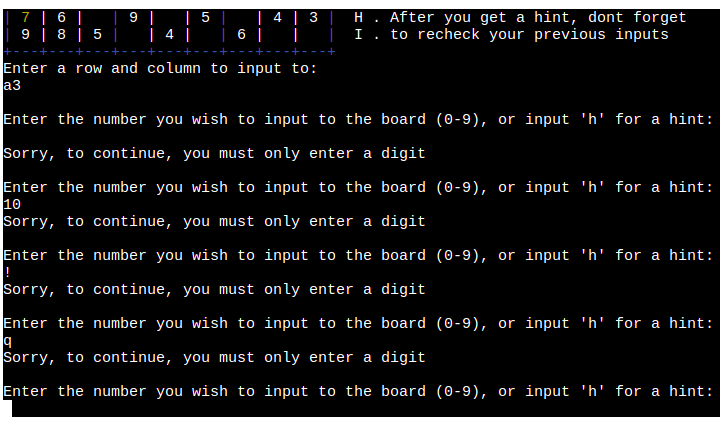 | 7 | 6 |   | 9 |   | 5 |   | 4 | 3 |  H . After you get a hint, dont forget
| 9 | 8 | 5 |   | 4 |   | 6 |   |   |  I . to recheck your previous inputs
+---+---+---+---+---+---+---+---+---+
Enter a row and column to input to:
a3
Enter the number you wish to input to the board (0-9), or input 'h' for a hint:
Sorry, to continue, you must only enter a digit
Enter the number you wish to input to the board (0-9), or input 'h' for a hint:
10
Sorry, to continue, you must only enter a digit
Enter the number you wish to input to the board (0-9), or input 'h' for a hint:
!
Sorry, to continue, you must only enter a digit
Enter the number you wish to input to the board (0-9), or input 'h' for a hint:
q
Sorry, to continue, you must only enter a digit
Enter the number you wish to input to the board (0-9), or input 'h' for a hint: